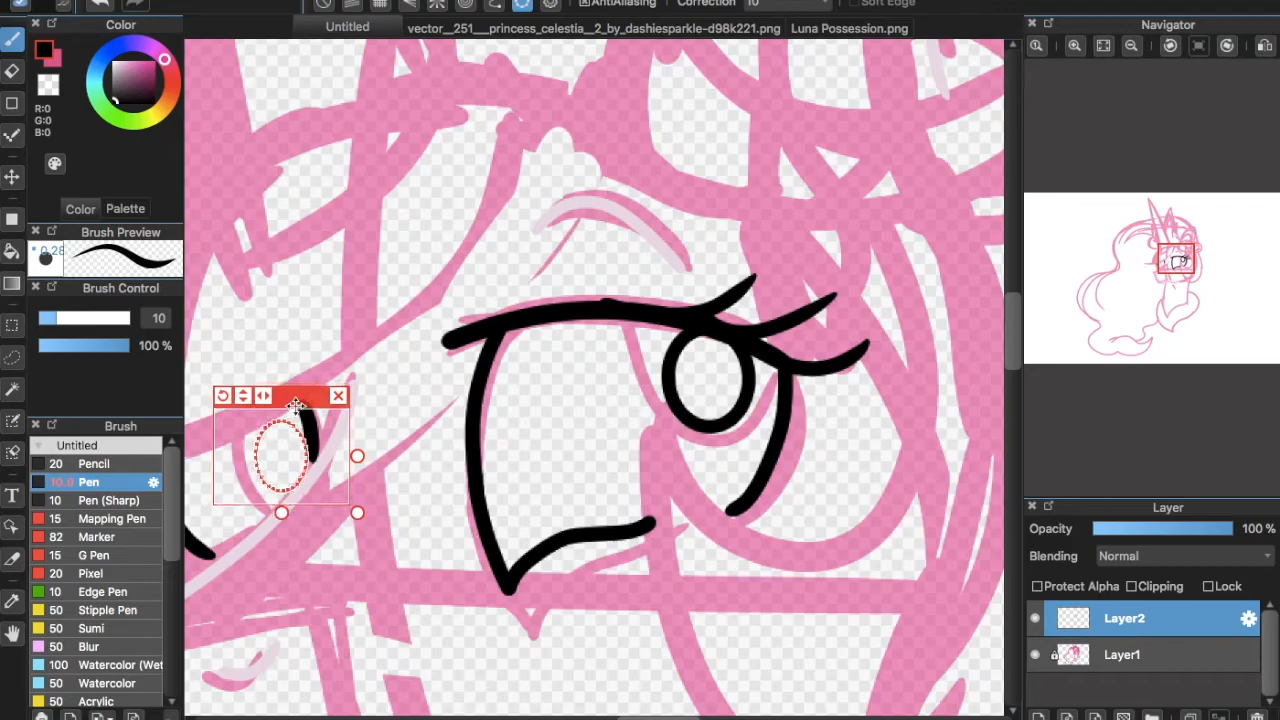 AntiAliasing Correction 10 Soft Edge
Color
Untitled
vector__251__princess_celestia__2_by_dashiesparkle-d98k221.png
Luna Possession.png
Navigator
R:0
G:0
B:0
Color Palette
Brush Preview
* 0.28
Brush Control
10
100 %
Brush
Untitled
20 Pencil
10.0 Pen
10 Pen (Sharp)
15 Mapping Pen
82 Marker
15 G Pen
20 Pixel
10 Edge Pen
50 Stipple Pen
50 Sumi
50 Blur
100 Watercolor (Wet
50 Watercolor
50 Acrylic
Layer
Opacity 100 %
Blending Normal
Protect Alpha Clipping Lock
Layer2
Layer1